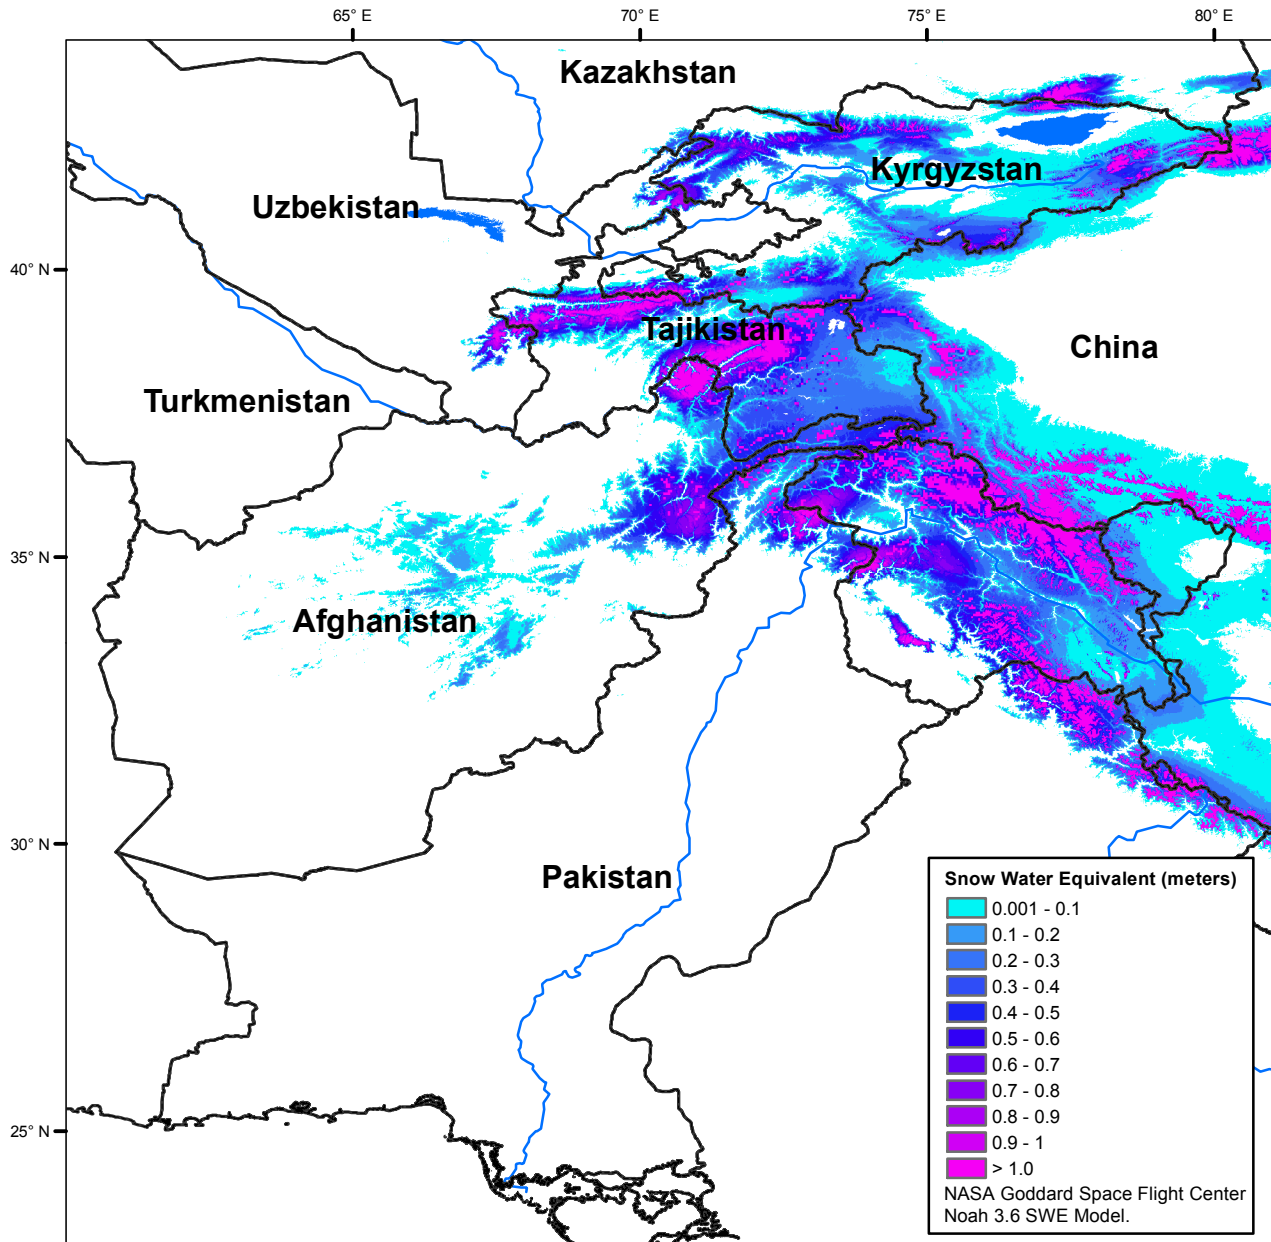 65° E
70° E
75° E
80° E
Kazakhstan
Kyrgyzstan
Uzbekistan
40° N
Tajikistan
China
Turkmenistan
35° N
Afghanistan
30° N
Pakistan
25° N
Snow Water Equivalent (meters)
0.001 - 0.1
0.1 - 0.2
0.2 - 0.3
0.3 - 0.4
0.4 - 0.5
0.5 - 0.6
0.6 - 0.7
0.7 - 0.8
0.8 - 0.9
0.9 - 1
> 1.0
NASA Goddard Space Flight Center
Noah 3.6 SWE Model.